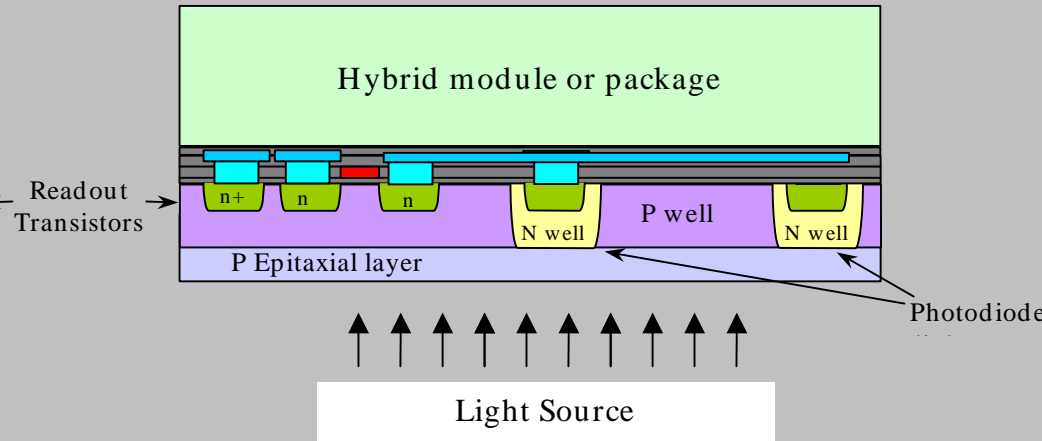 Hybrid module or package
Readout
Transistors
n+
n
n
P well
N well
N well
P Epitaxial layer
Photodiode
Light Source